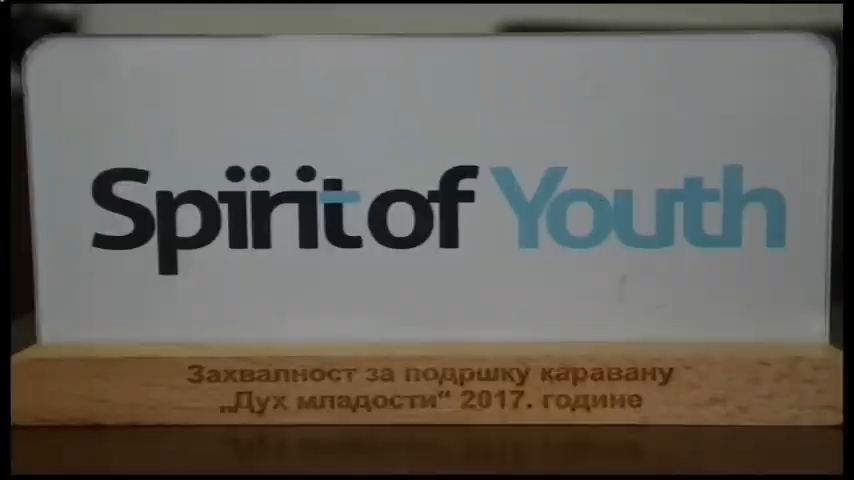 Spirit of Youth
Захвалност за подршку каравану
„Дух младости“ 2017. године